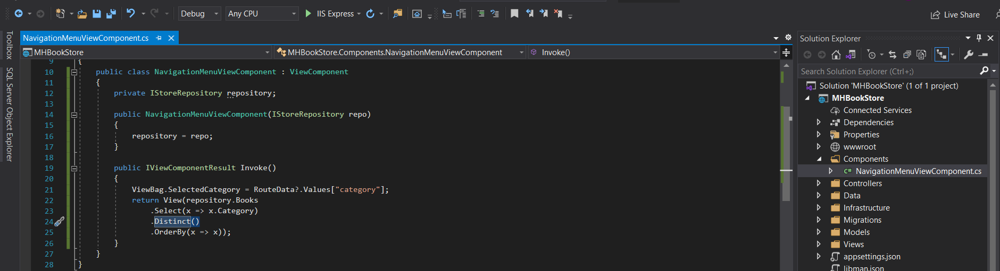 Debug
Any CPU
IIS Express
Live Share
Toolbox
SQL Server Object Explorer
NavigationMenuViewComponent.cs
MHBookStore
MHBookStore.Components.NavigationMenuViewComponent
Invoke()
9 {
10 public class NavigationMenuViewComponent : ViewComponent
11 {
12 private IStoreRepository repository;
13
14 public NavigationMenuViewComponent(IStoreRepository repo)
15 {
16 repository = repo;
17 }
18
19 public IViewComponentResult Invoke()
20 {
21 ViewBag.SelectedCategory = RouteData?.Values["category"];
22 return View(repository.Books
23 .Select(x => x.Category)
24 .Distinct()
25 .OrderBy(x => x));
26 }
27 }
28 }
Solution Explorer
Search Solution Explorer (Ctrl+;)
Solution 'MHBookStore' (1 of 1 project)
MHBookStore
Connected Services
Dependencies
Properties
wwwroot
Components
C# NavigationMenuViewComponent.cs
Controllers
Data
Infrastructure
Migrations
Models
Views
appsettings.json
libman.json